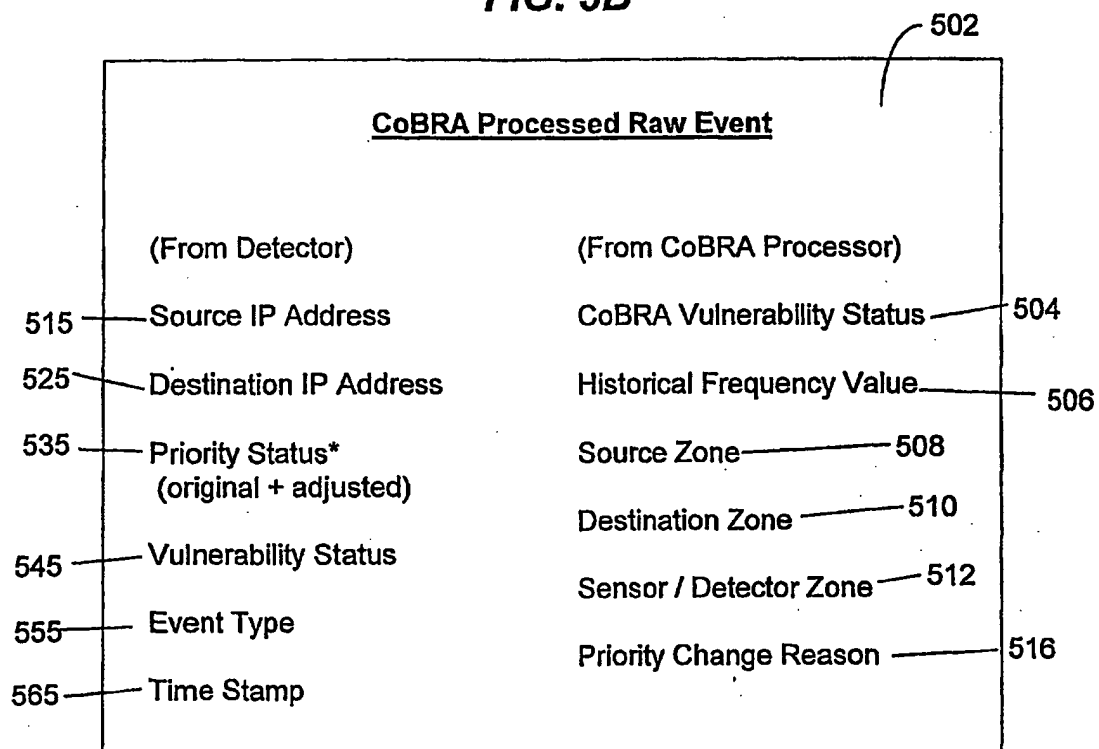 FIG. 5B
502
CoBRA Processed Raw Event
(From Detector)
(From CoBRA Processor)
515 Source IP Address
CoBRA Vulnerability Status 504
525 Destination IP Address
Historical Frequency Value 506
535 Priority Status*
(original + adjusted)
Source Zone 508
Destination Zone 510
545 Vulnerability Status
Sensor / Detector Zone 512
555 Event Type
Priority Change Reason 516
565 Time Stamp